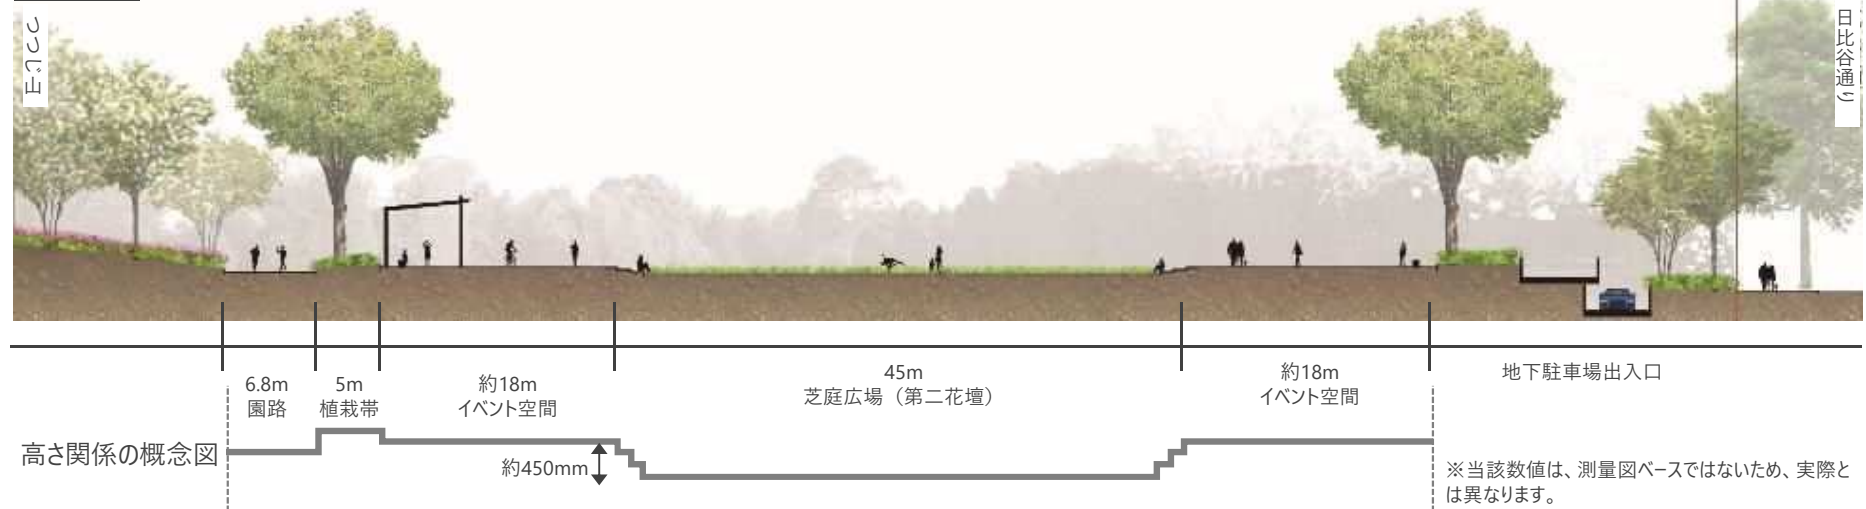 つつじ山
日比谷通り
6.8m
園路
5m
植栽帯
約18m
イベント空間
45m
芝庭広場（第二花壇）
約18m
イベント空間
地下駐車場出入口
高さ関係の概念図
約450mm
※当該数値は、測量図ベースではないため、実際と
は異なります。